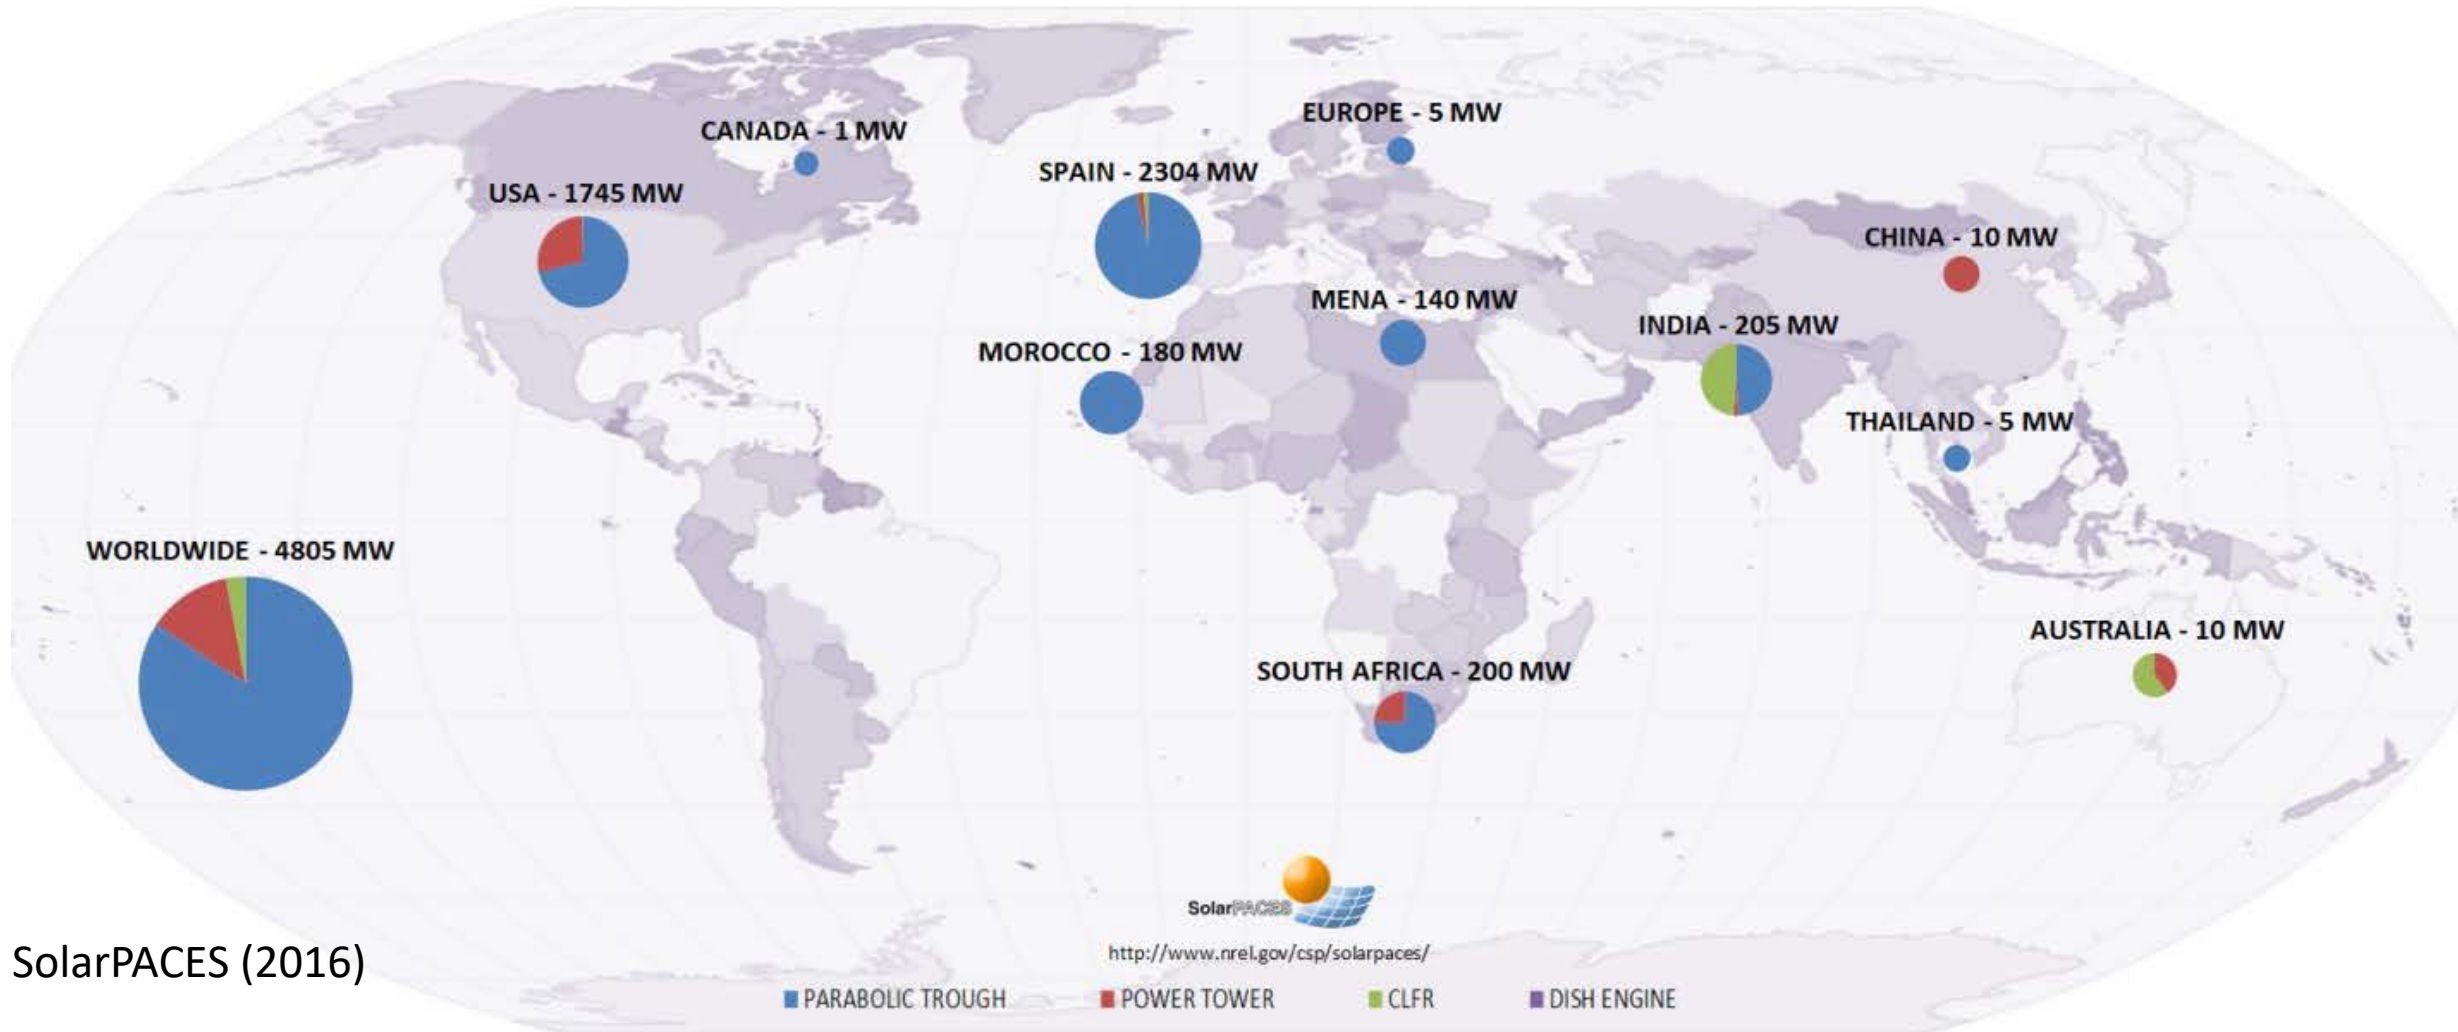 EUROPE - 5 MW
CANADA - 1 MW
SPAIN - 2304 MW
USA - 1745 MW
CHINA - 10 MW
MENA - 140 MW
INDIA - 205 MW
MOROCCO - 180 MW
THAILAND - 5 MW
WORLDWIDE - 4805 MW
AUSTRALIA - 10 MW
SOUTH AFRICA - 200 MW
SolarPACES
http://www.nrel.gov/csp/solarpaces/
SolarPACES (2016)
PARABOLIC TROUGH POWER TOWER CLFR DISH ENGINE